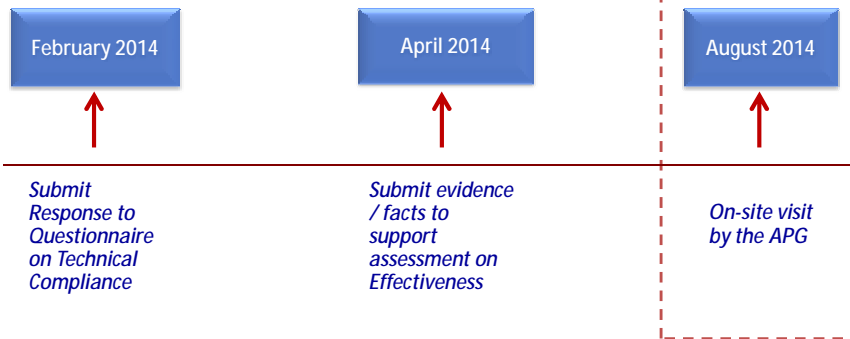 February 2014
April 2014
August 2014
Submit
Response to
Questionnaire
on Technical
Compliance
Submit evidence
/ facts to
support
assessment on
Effectiveness
On-site visit
by the APG